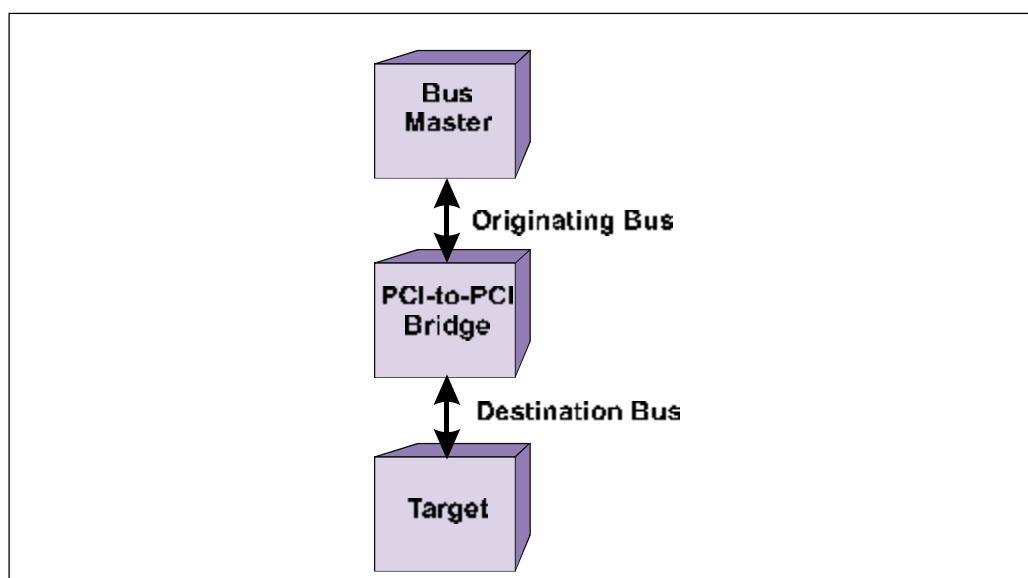 Bus
Master
Originating Bus
PCI-to-PCI
Bridge
Destination Bus
Target